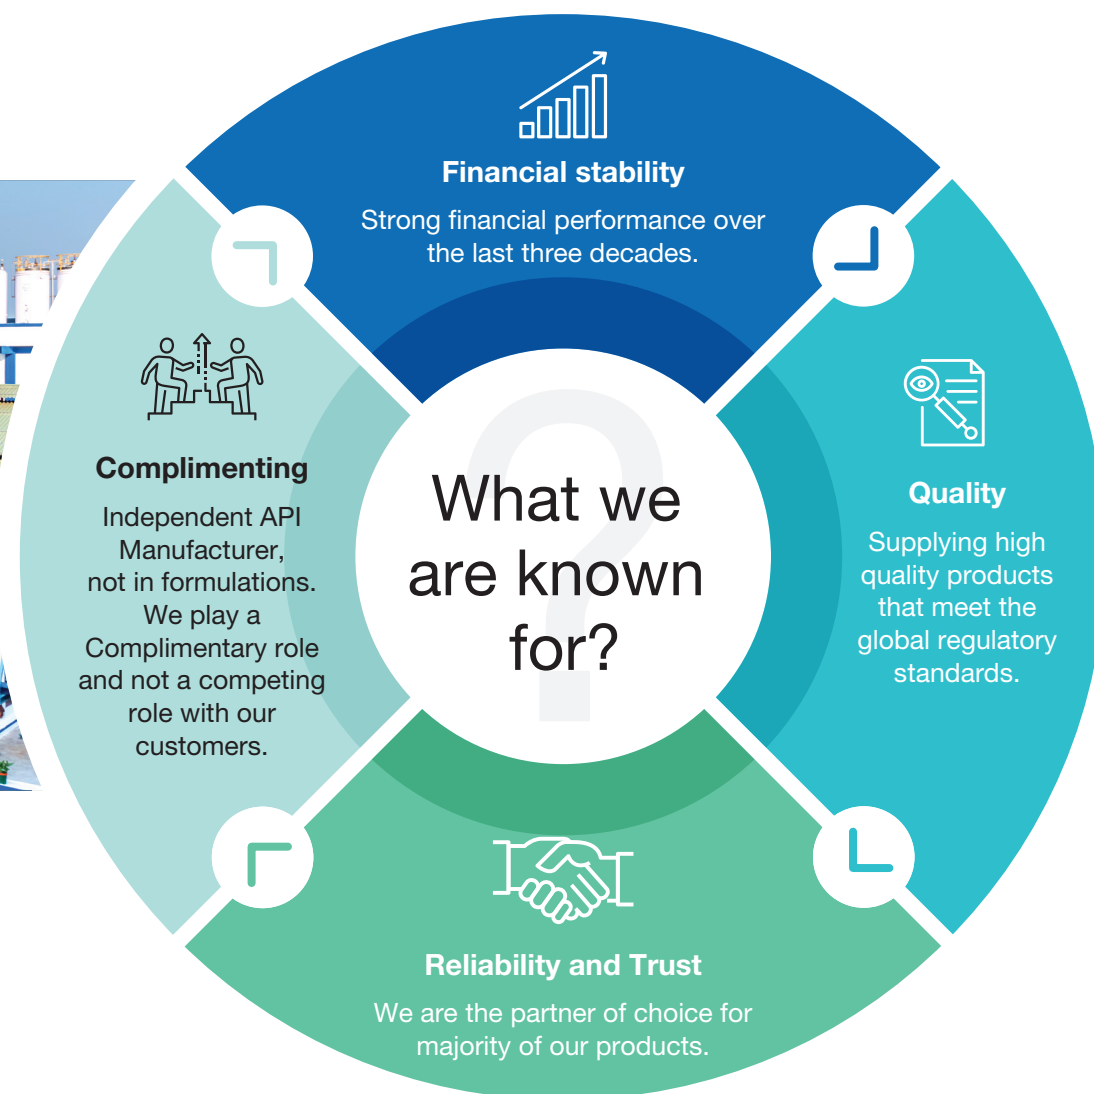 Financial stability
Strong financial performance over
the last three decades.
Quality
Supplying high
quality products
that meet the
global regulatory
standards.
Reliability and Trust
We are the partner of choice for
majority of our products.
Complimenting
Independent API
Manufacturer,
not in formulations.
We play a
Complimentary role
and not a competing
role with our
customers.
?
What we
are known
for?